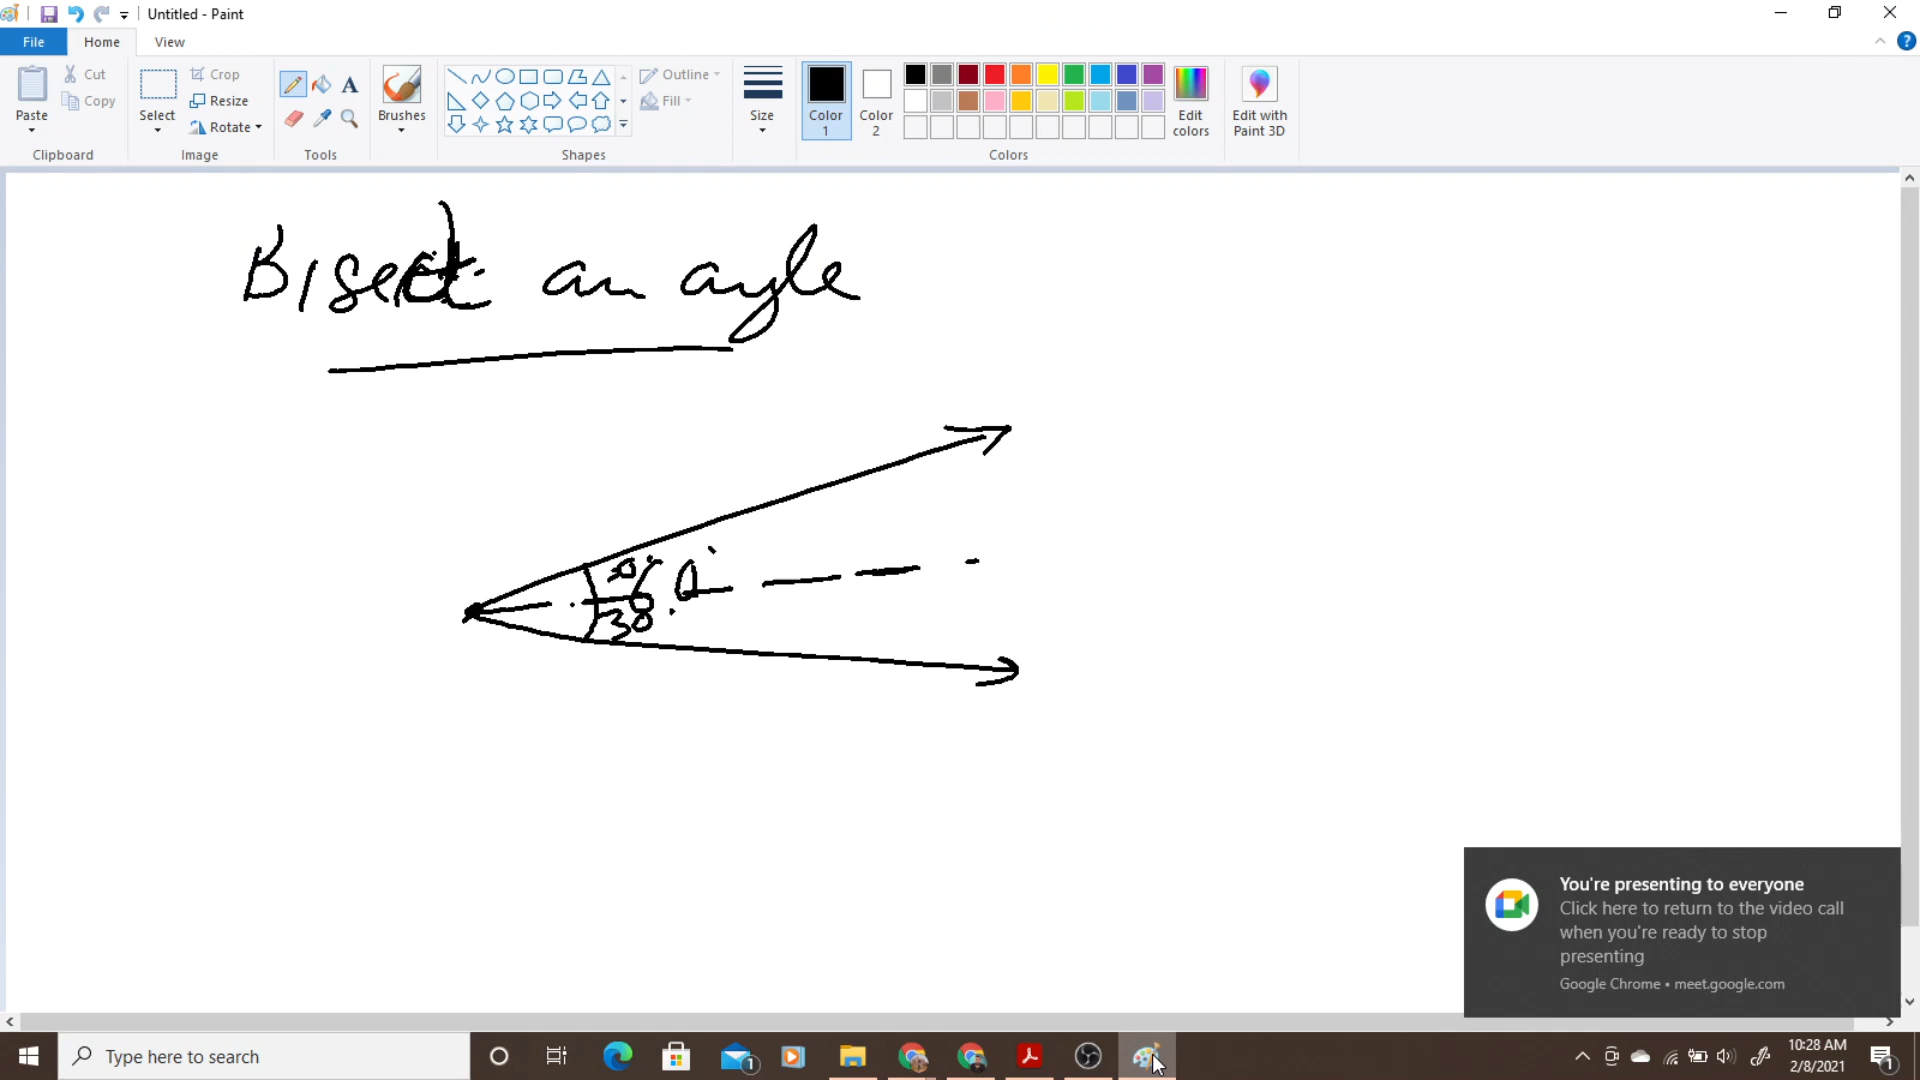 Untitled - Paint
File Home View
Paste
Cut
Copy
Clipboard
Select
Crop
Resize
Rotate
Image
Tools
Brushes
Shapes
Outline
Fill
Size
Color 1
Color 2
Colors
Edit colors
Edit with Paint 3D
Bisect an angle
60°
30°
You're presenting to everyone
Click here to return to the video call
when you're ready to stop
presenting
Google Chrome • meet.google.com
Type here to search
1
10:28 AM
2/8/2021
1